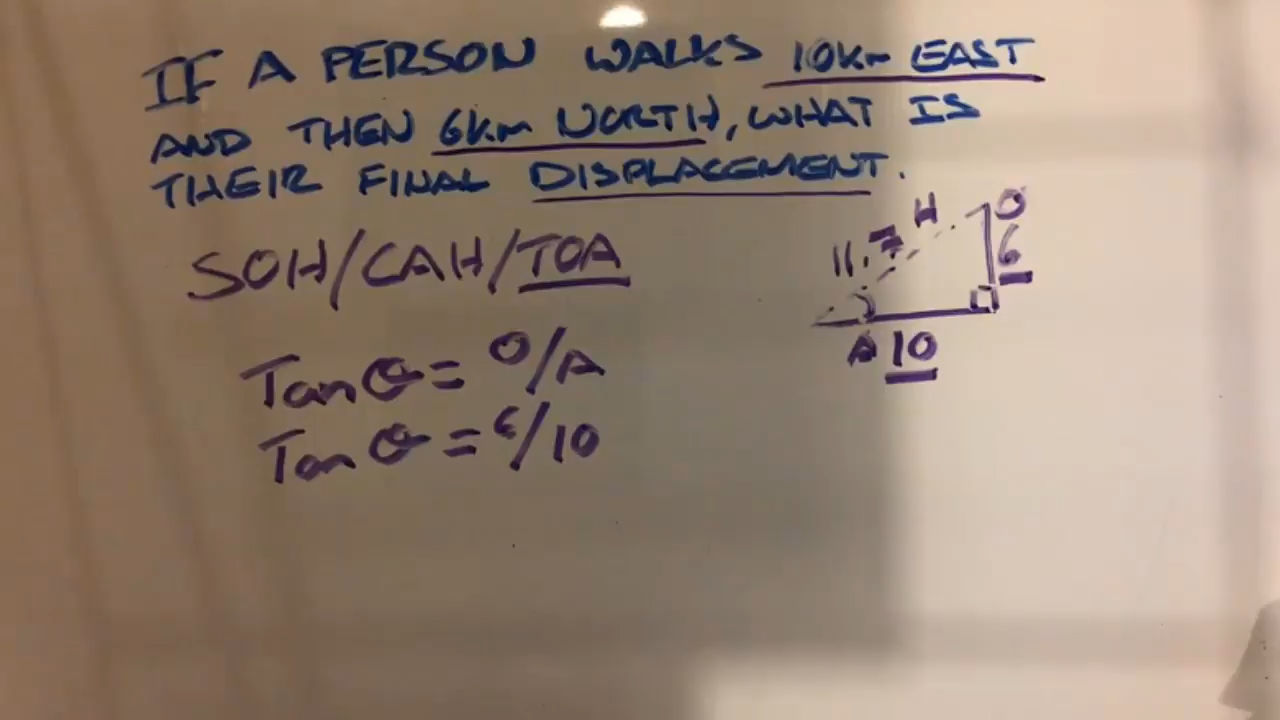 IF A PERSON WALKS 10Km EAST
AND THEN 6Km NORTH, WHAT IS
THEIR FINAL DISPLACEMENT.
SOH/CAH/TOA
Tan θ = O/A
Tan θ = 6/10
11.7 H O
6
A 10